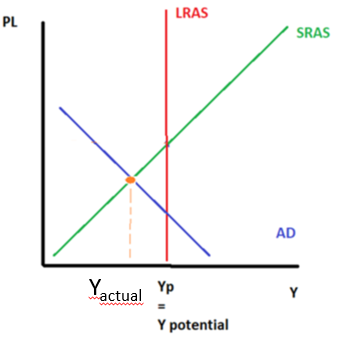 PL
LRAS
SRAS
AD
Yactual
Yp
=
Y potential
Y